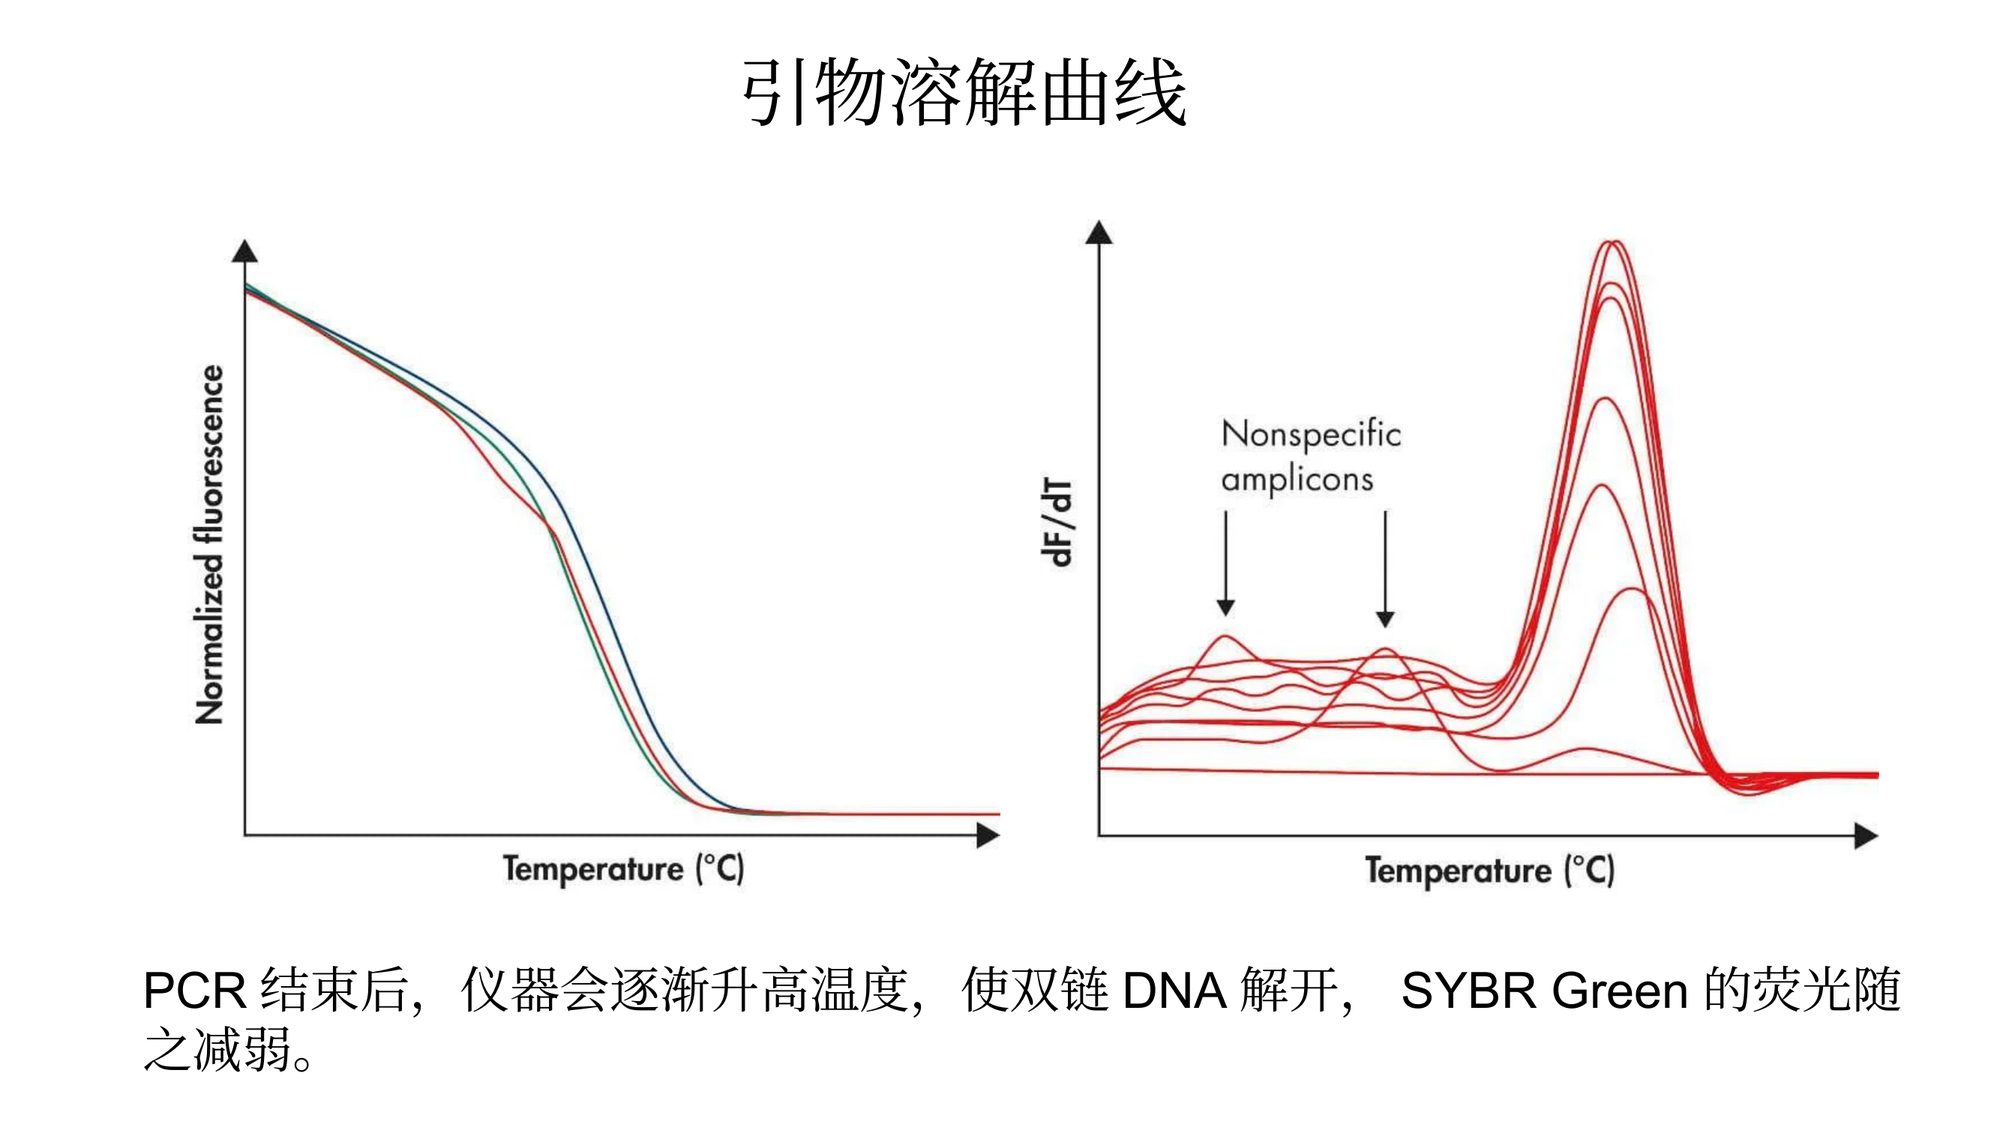 引物溶解曲线
Normalized fluorescence
Temperature (°C)
dF/dT
Nonspecific
amplicons
Temperature (°C)
PCR 结束后，仪器会逐渐升高温度，使双链 DNA 解开， SYBR Green 的荧光随
之减弱。